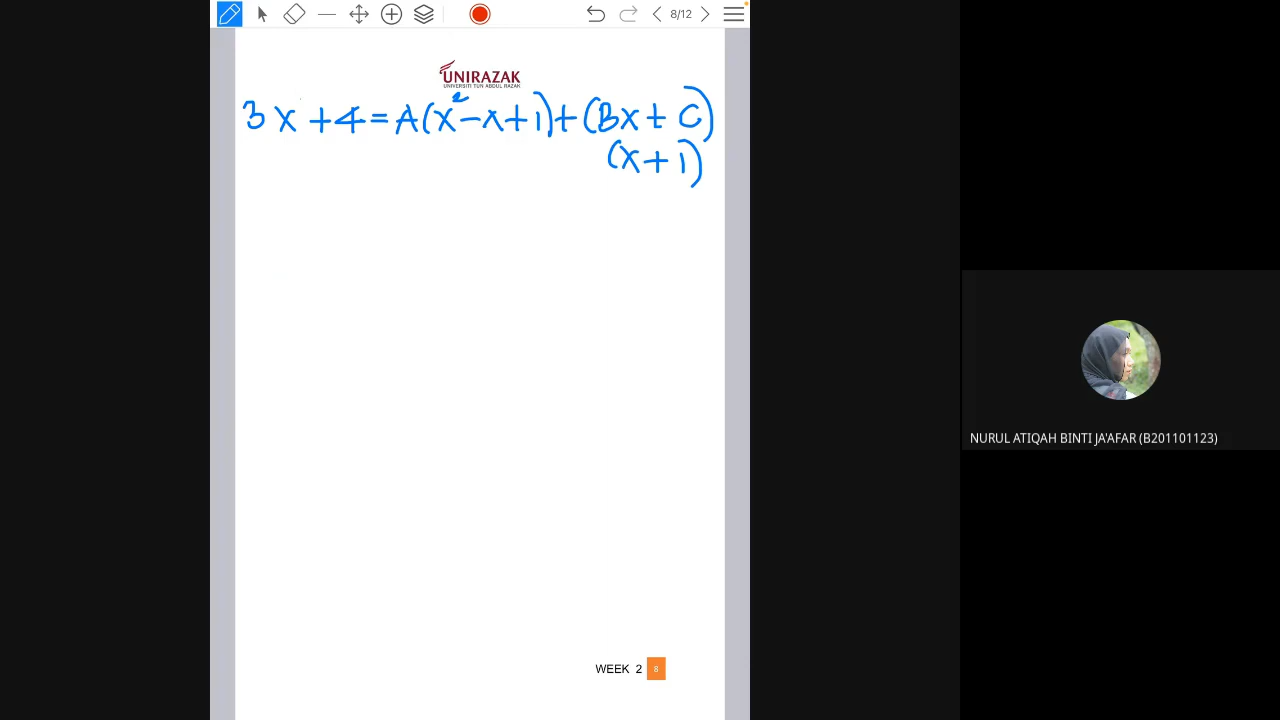 8/12
UNIRAZAK
UNIVERSITI TUN ABDUL RAZAK
3x + 4 = A(x² - x + 1) + (Bx + C)
(x + 1)
NURUL ATIQAH BINTI JA'AFAR (B201101123)
WEEK 2 8